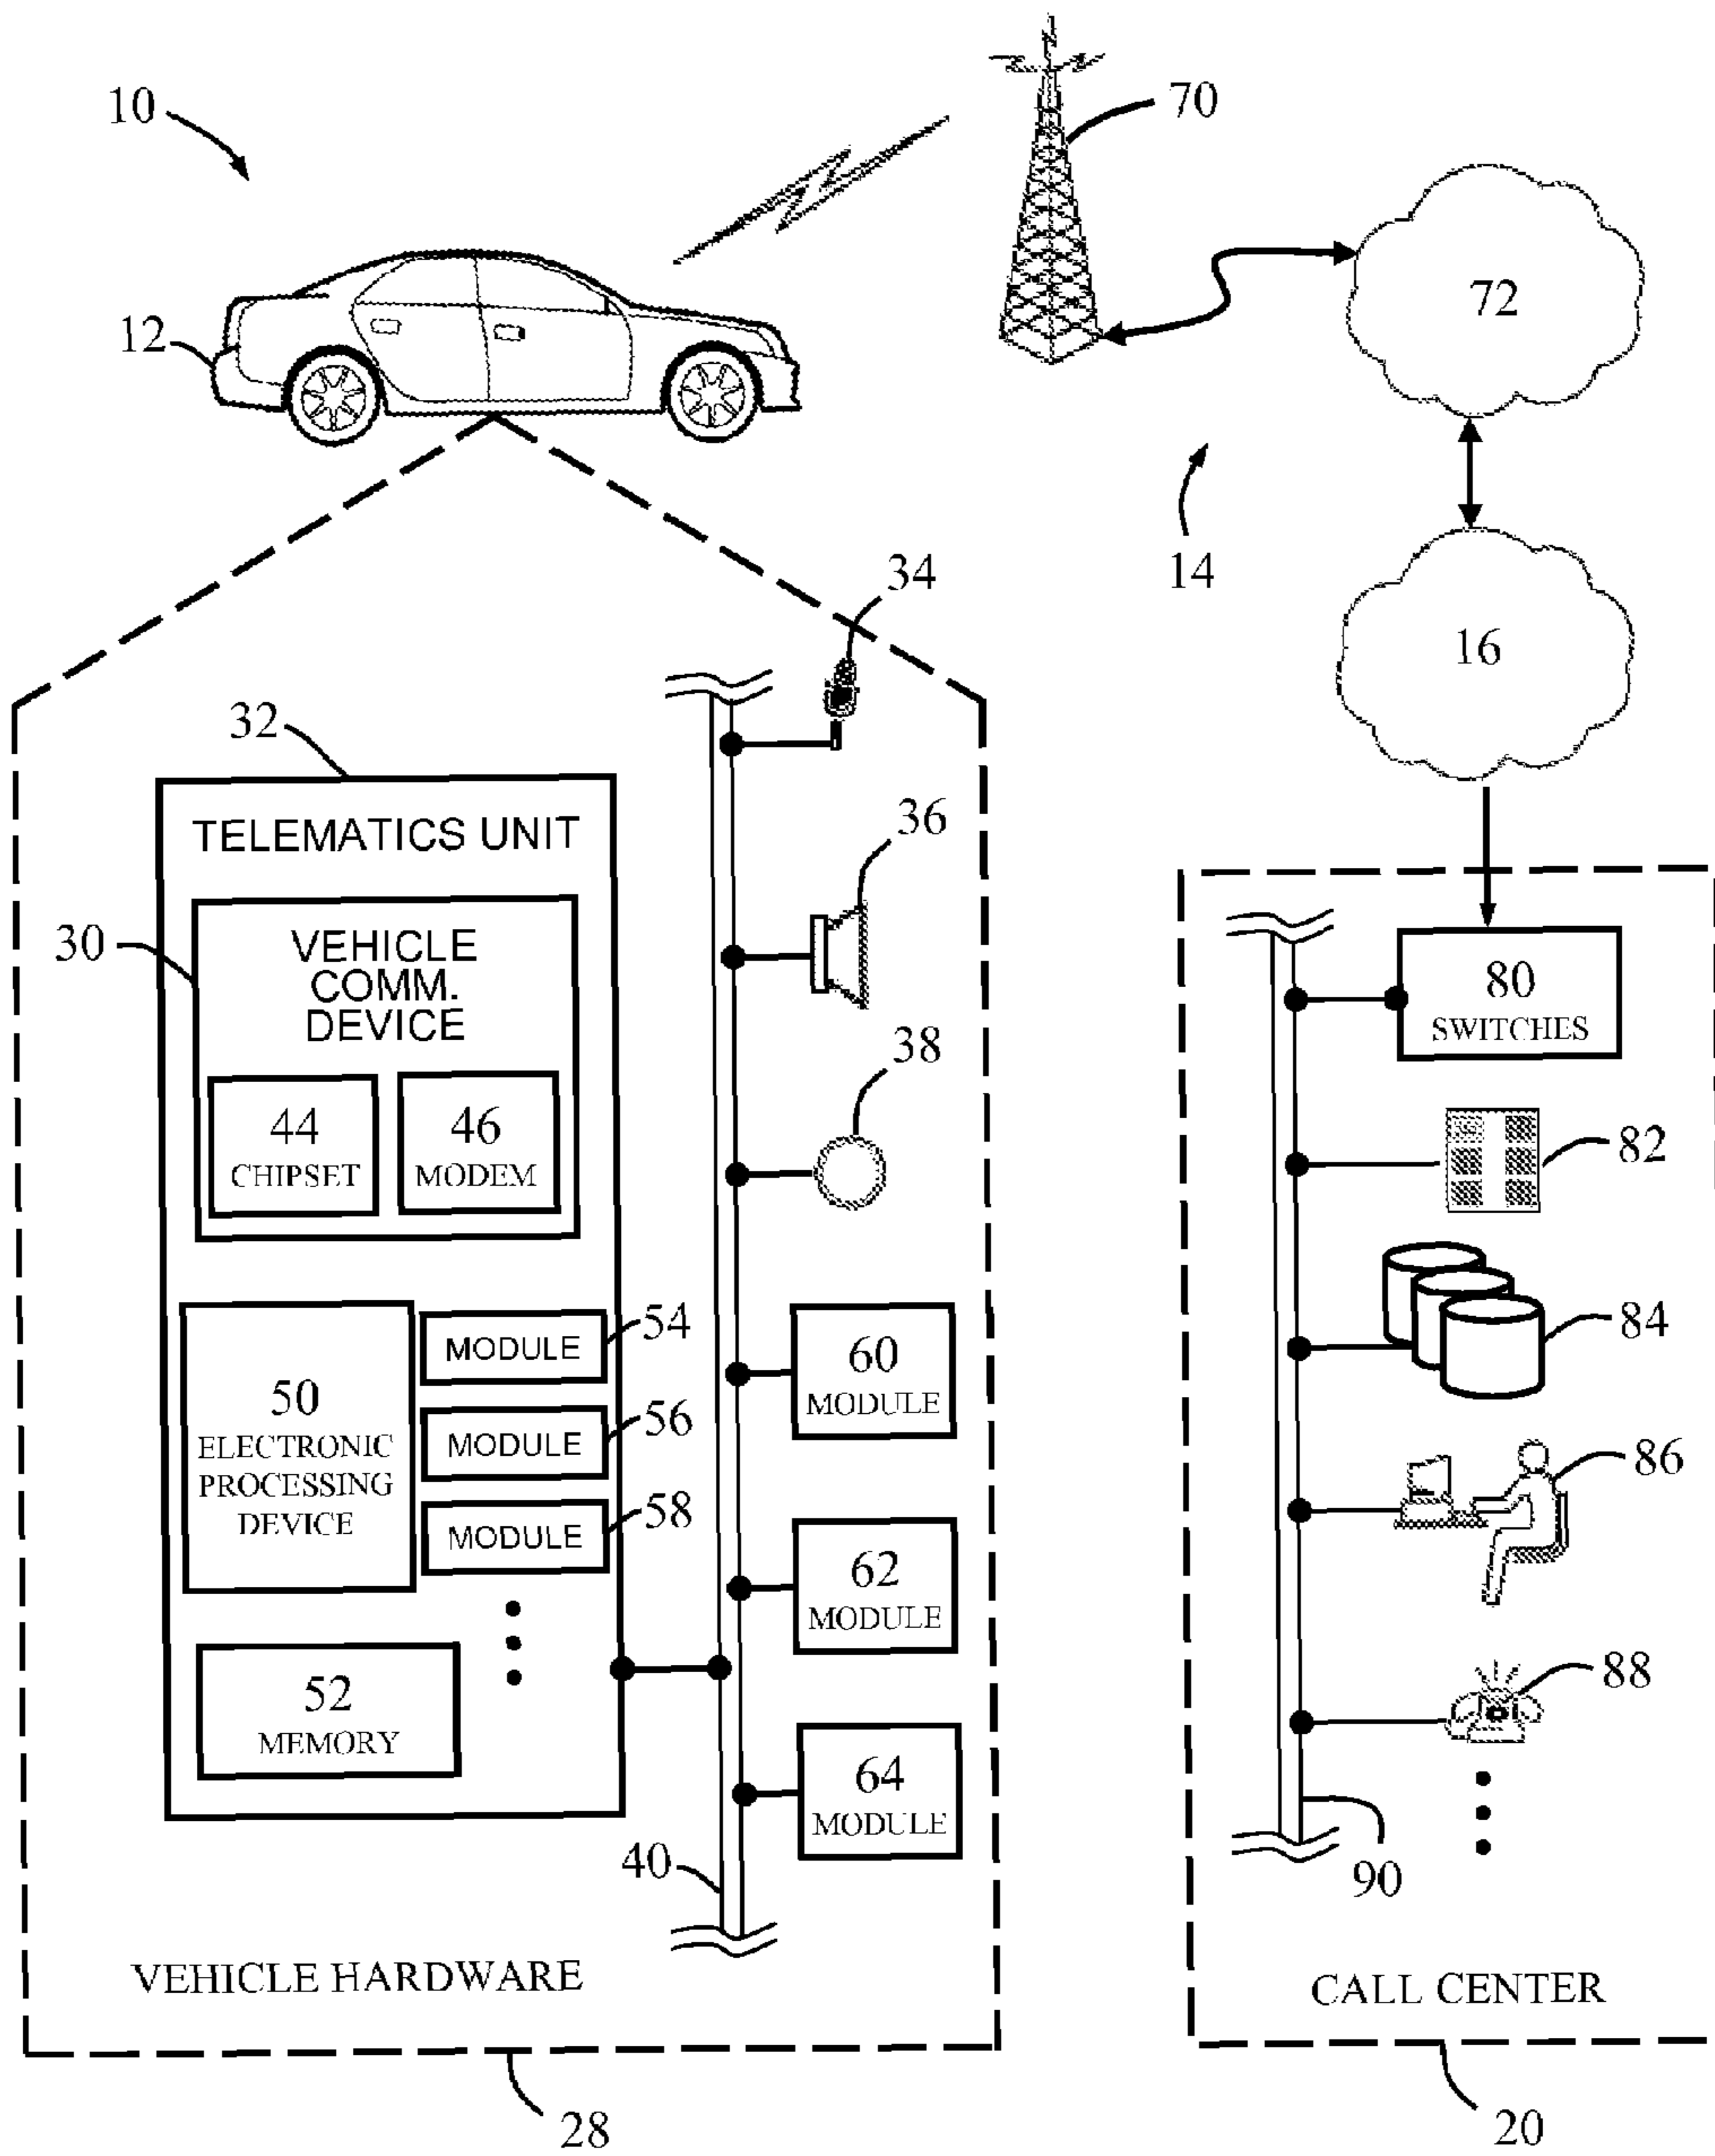 10
70
72
12
14
34
16
32
TELEMATICS UNIT
36
30
VEHICLE
COMM.
DEVICE
80
SWITCHES
38
44
CHIPSET
46
MODEM
82
54
MODULE
60
MODULE
84
50
ELECTRONIC
PROCESSING
DEVICE
56
MODULE
86
58
MODULE
62
MODULE
52
MEMORY
88
64
MODULE
40
90
VEHICLE HARDWARE
CALL CENTER
28
20